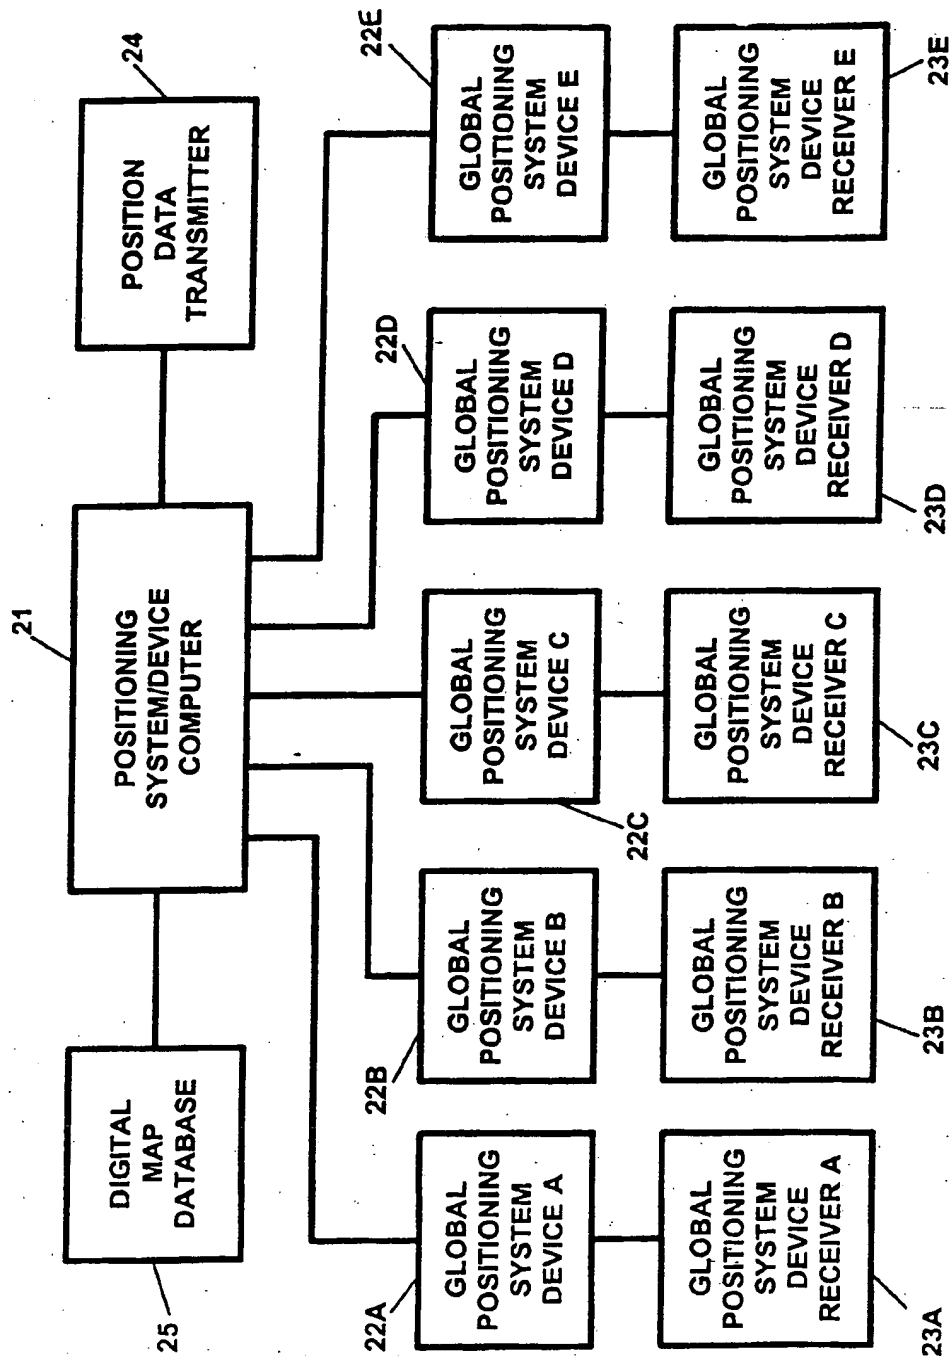 21
24
25
DIGITAL
MAP
DATABASE
POSITIONING
SYSTEM/DEVICE
COMPUTER
POSITION
DATA
TRANSMITTER
22A
GLOBAL
POSITIONING
SYSTEM
DEVICE A
22B
GLOBAL
POSITIONING
SYSTEM
DEVICE B
22C
GLOBAL
POSITIONING
SYSTEM
DEVICE C
22D
GLOBAL
POSITIONING
SYSTEM
DEVICE D
22E
GLOBAL
POSITIONING
SYSTEM
DEVICE E
23A
GLOBAL
POSITIONING
SYSTEM
DEVICE
RECEIVER A
23B
GLOBAL
POSITIONING
SYSTEM
DEVICE
RECEIVER B
23C
GLOBAL
POSITIONING
SYSTEM
DEVICE
RECEIVER C
23D
GLOBAL
POSITIONING
SYSTEM
DEVICE
RECEIVER D
23E
GLOBAL
POSITIONING
SYSTEM
DEVICE
RECEIVER E